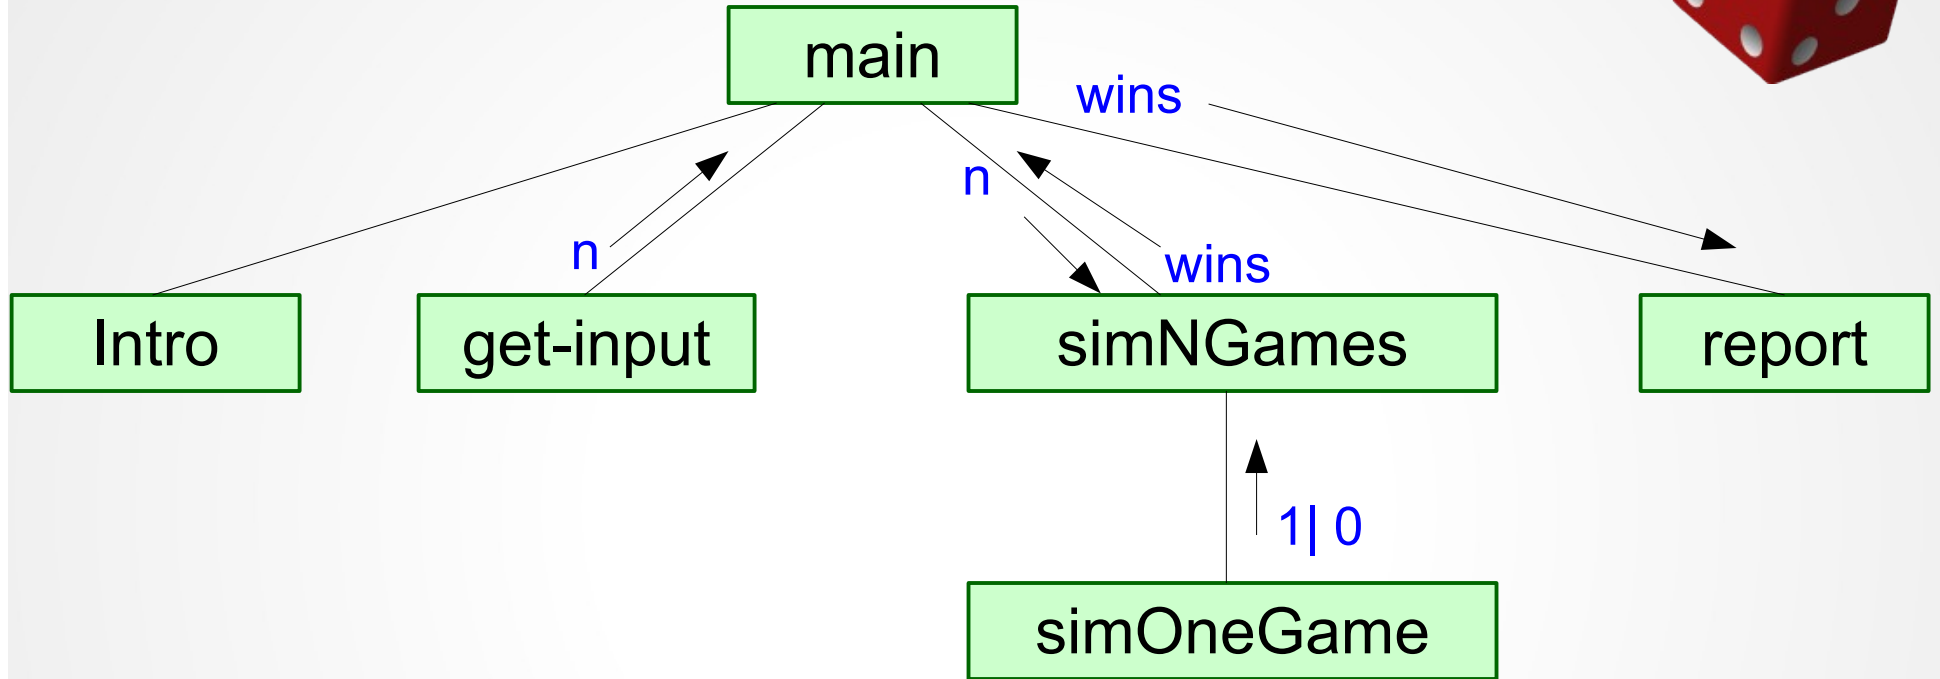 main
wins
n
n
wins
Intro
get-input
simNGames
report
1| 0
simOneGame